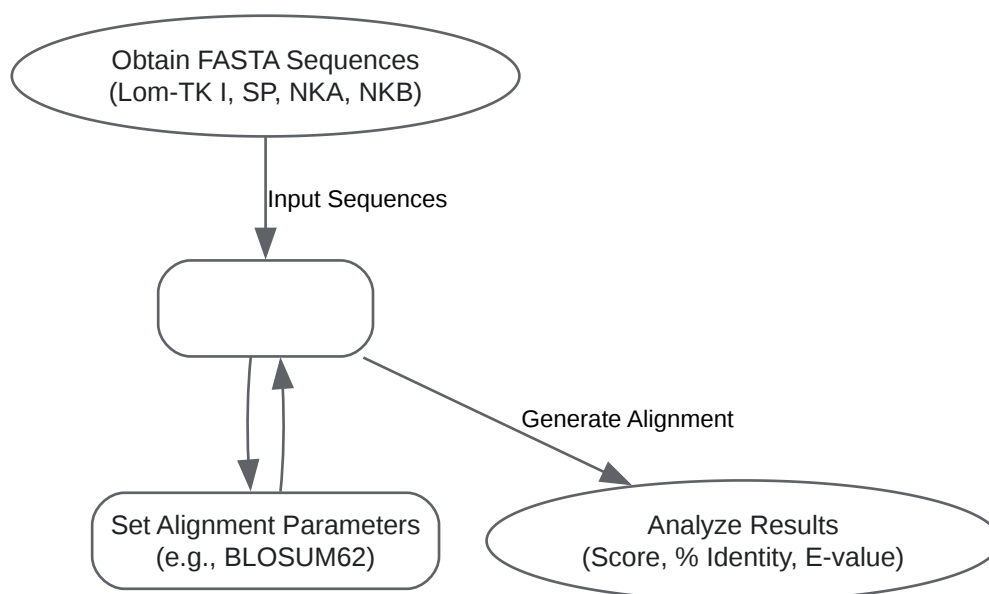 Obtain FASTA Sequences
(Lom-TK I, SP, NKA, NKB)
Input Sequences
Generate Alignment
Set Alignment Parameters
(e.g., BLOSUM62)
Analyze Results
(Score, % Identity, E-value)